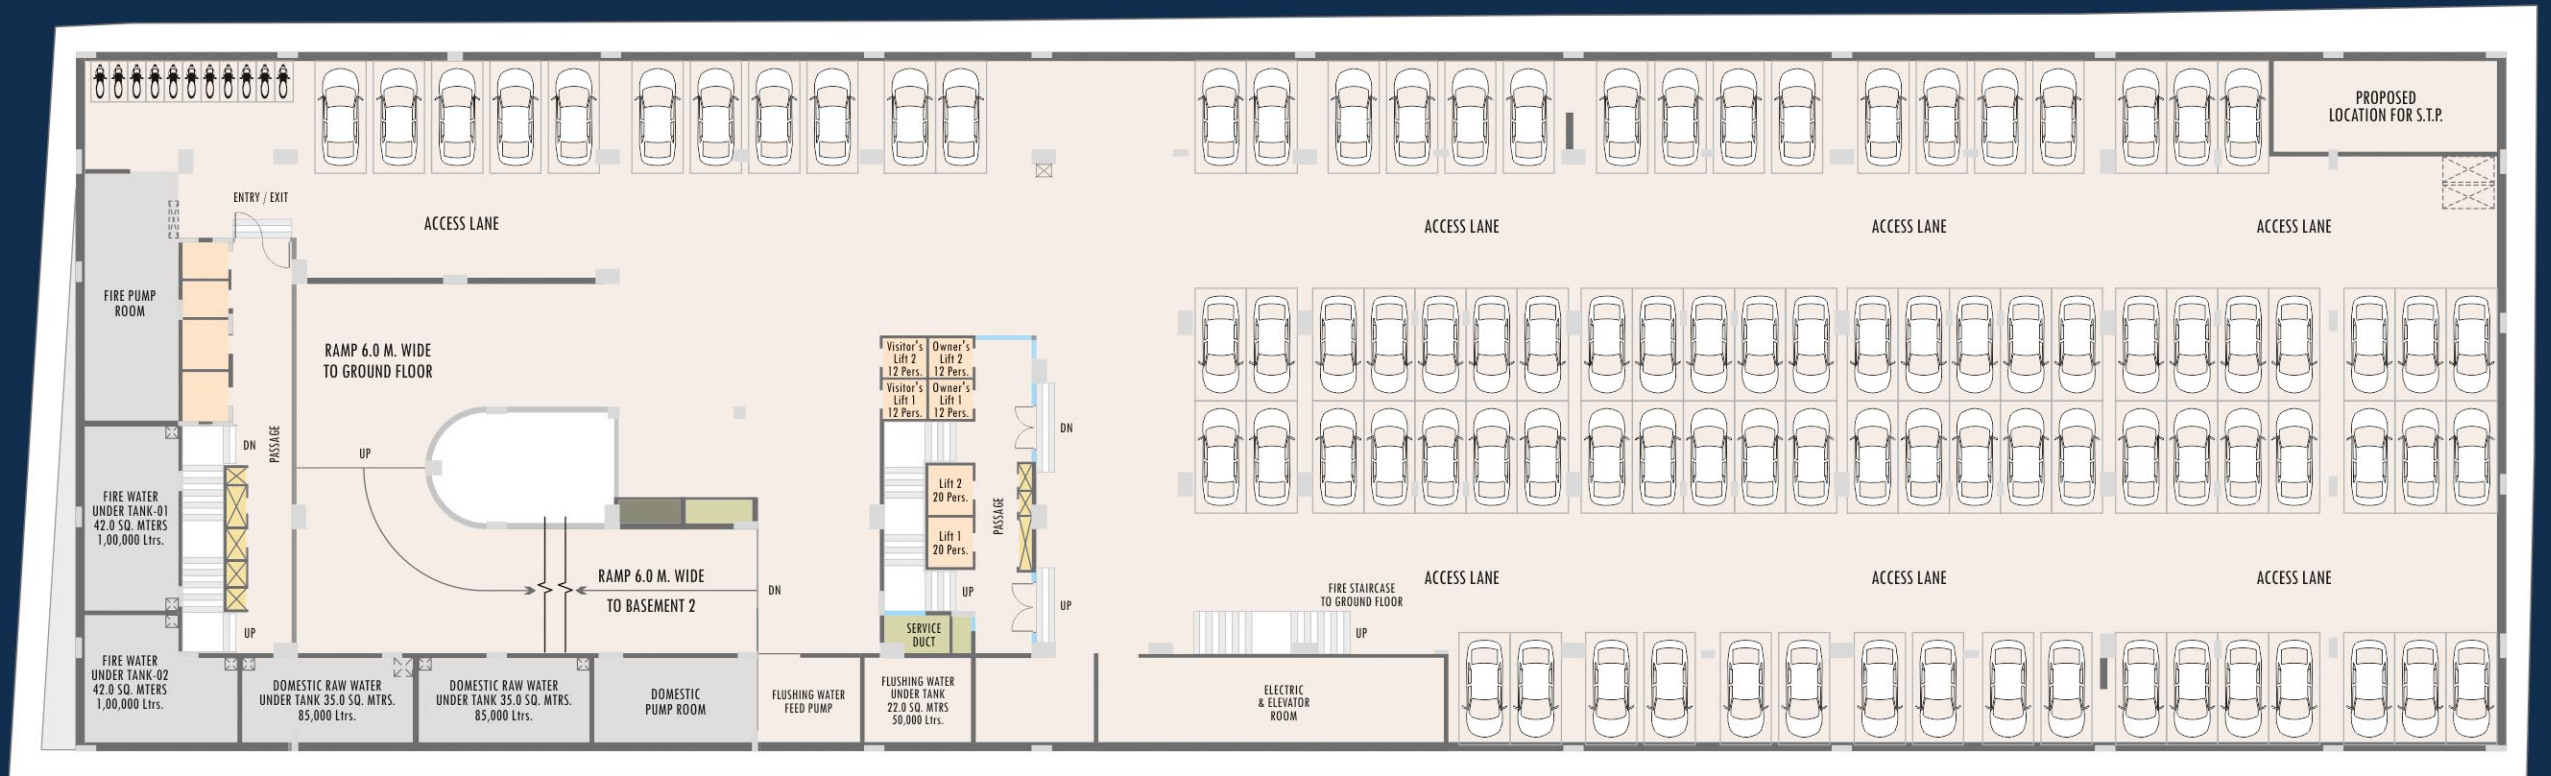 PROPOSED
LOCATION FOR S.T.P.
ENTRY / EXIT
ACCESS LANE
ACCESS LANE
ACCESS LANE
ACCESS LANE
FIRE PUMP
ROOM
RAMP 6.0 M. WIDE
TO GROUND FLOOR
Visitor's
Lift 2
12 Pers.
Owner's
Lift 2
12 Pers.
Visitor's
Lift 1
12 Pers.
Owner's
Lift 1
12 Pers.
DN
PASSAGE
UP
DN
FIRE WATER
UNDER TANK-01
42.0 SQ. MTERS
1,00,000 Ltrs.
Lift 2
20 Pers.
PASSAGE
Lift 1
20 Pers.
RAMP 6.0 M. WIDE
TO BASEMENT 2
DN
UP
UP
FIRE STAIRCASE
TO GROUND FLOOR
ACCESS LANE
ACCESS LANE
ACCESS LANE
UP
SERVICE
DUCT
UP
FIRE WATER
UNDER TANK-02
42.0 SQ. MTERS
1,00,000 Ltrs.
DOMESTIC RAW WATER
UNDER TANK 35.0 SQ. MTRS.
85,000 Ltrs.
DOMESTIC RAW WATER
UNDER TANK 35.0 SQ. MTRS.
85,000 Ltrs.
DOMESTIC
PUMP ROOM
FLUSHING WATER
FEED PUMP
FLUSHING WATER
UNDER TANK
22.0 SQ. MTRS
50,000 Ltrs.
ELECTRIC
& ELEVATOR
ROOM